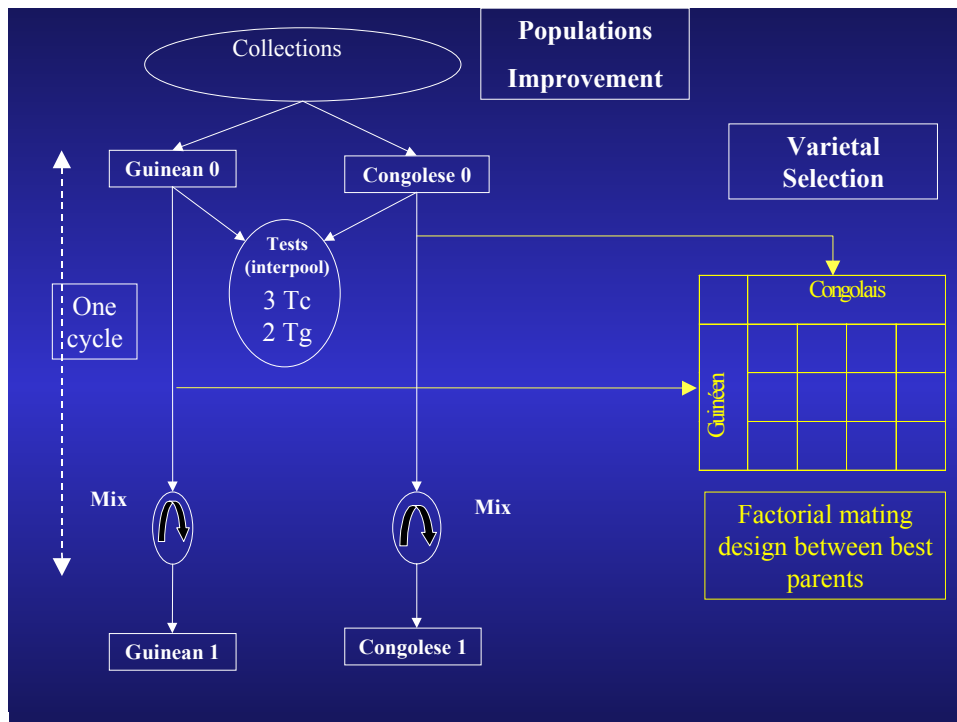 Collections
Populations
Improvement
Varietal
Selection
Guinean 0
Congolese 0
Tests
(interpool)
3 Tc
2 Tg
One
cycle
Congolais
Guinéen
Mix
Mix
Factorial mating
design between best
parents
Guinean 1
Congolese 1